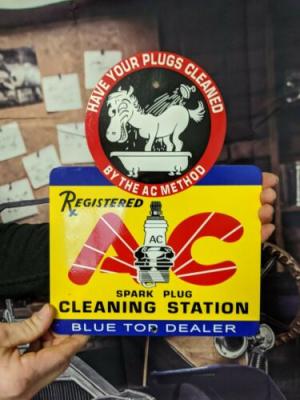 HAVE YOUR PLUGS CLEANED
BY THE AC METHOD
REGISTERED
AC
AC
SPARK PLUG
CLEANING STATION
BLUE TOP DEALER